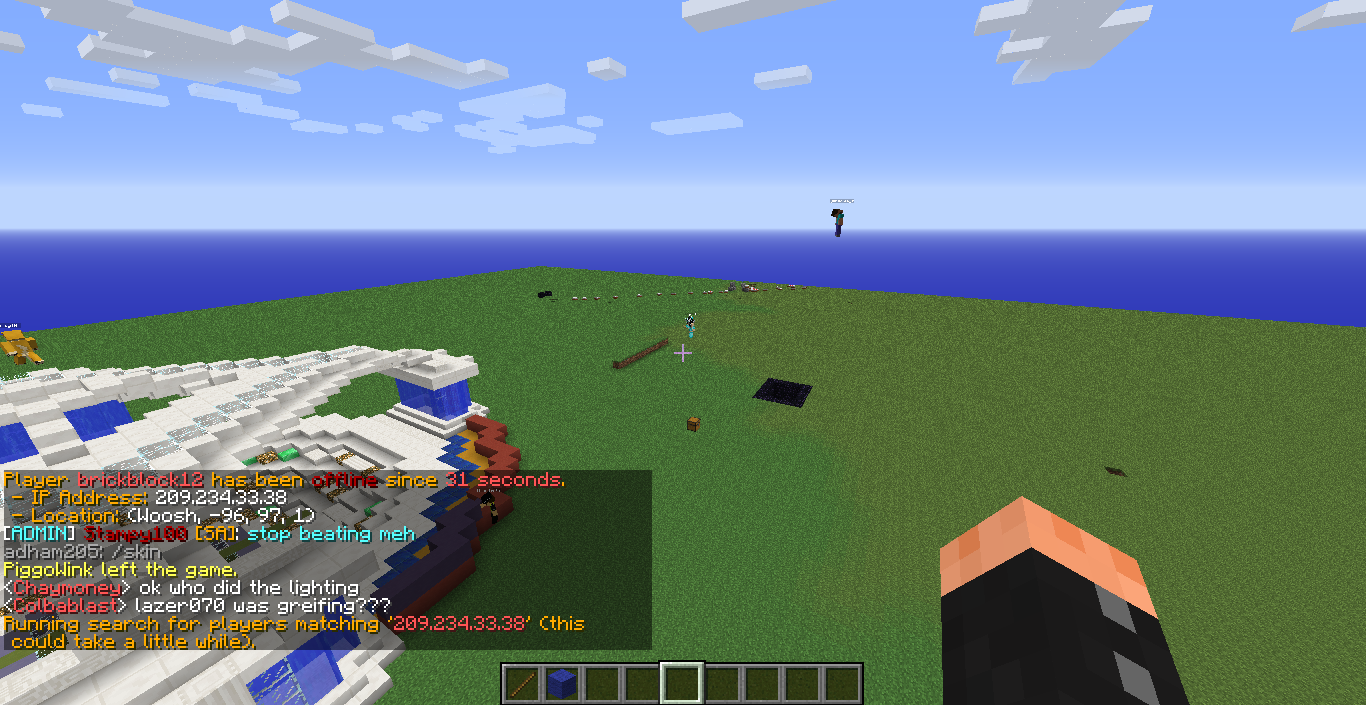 Player brickblock12 has been offline since 31 seconds.
- IP Address: 209.234.33.38
- Location: (Woosh, -96, 97, 1)
[ADMIN] Stampy100 [SA]: stop beating meh
adham205: /skin
PiggoWink left the game.
<Chaymoney> ok who did the lighting
<Colbablast> lazer070 was greifing???
Running search for players matching '209.234.33.38' (this
could take a little while).